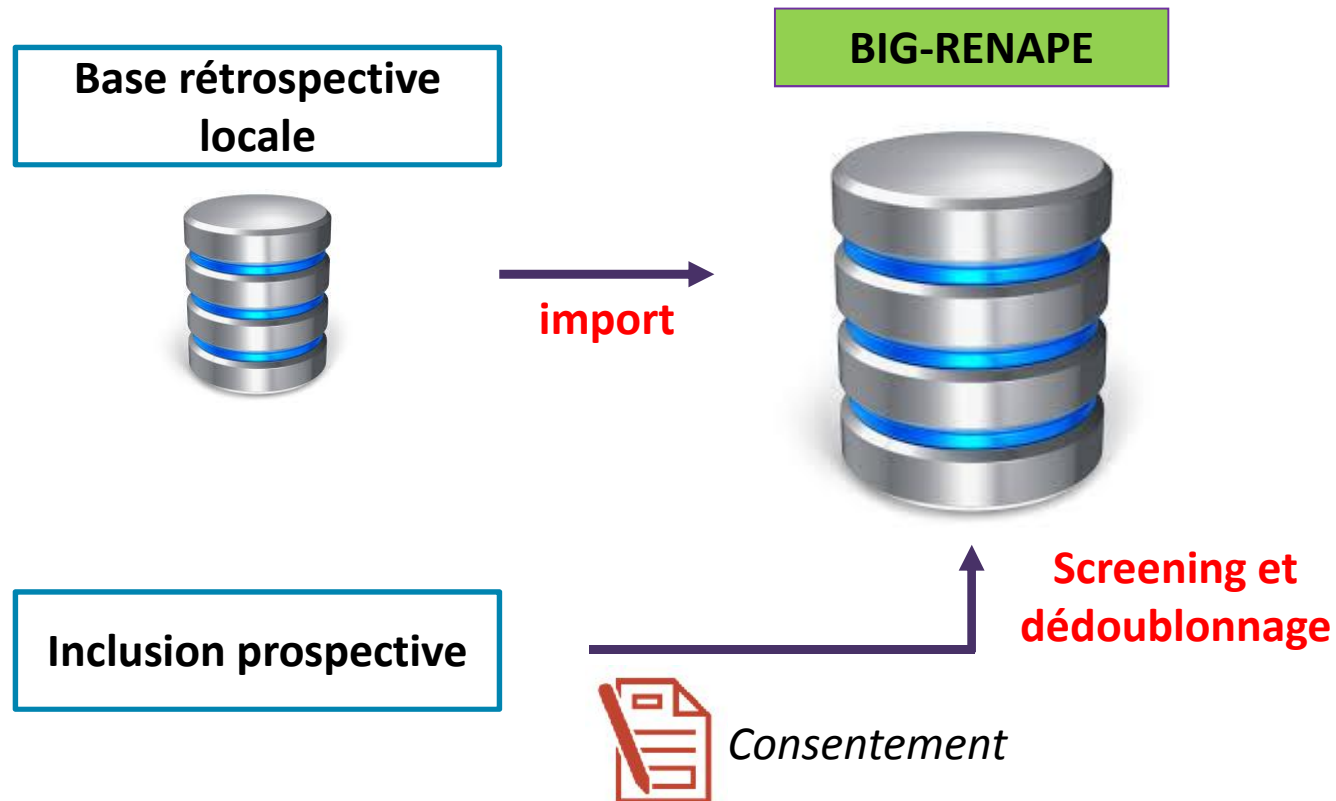 Base rétrospective
locale
BIG-RENAPE
import
Screening et
dédoublonnage
Inclusion prospective
Consentement